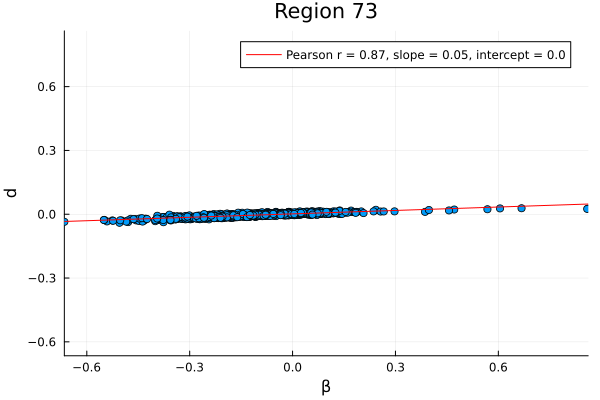 Region 73
Pearson r = 0.87, slope = 0.05, intercept = 0.0
d
0.6
0.3
0.0
−0.3
−0.6
−0.6 −0.3 0.0 0.3 0.6
β